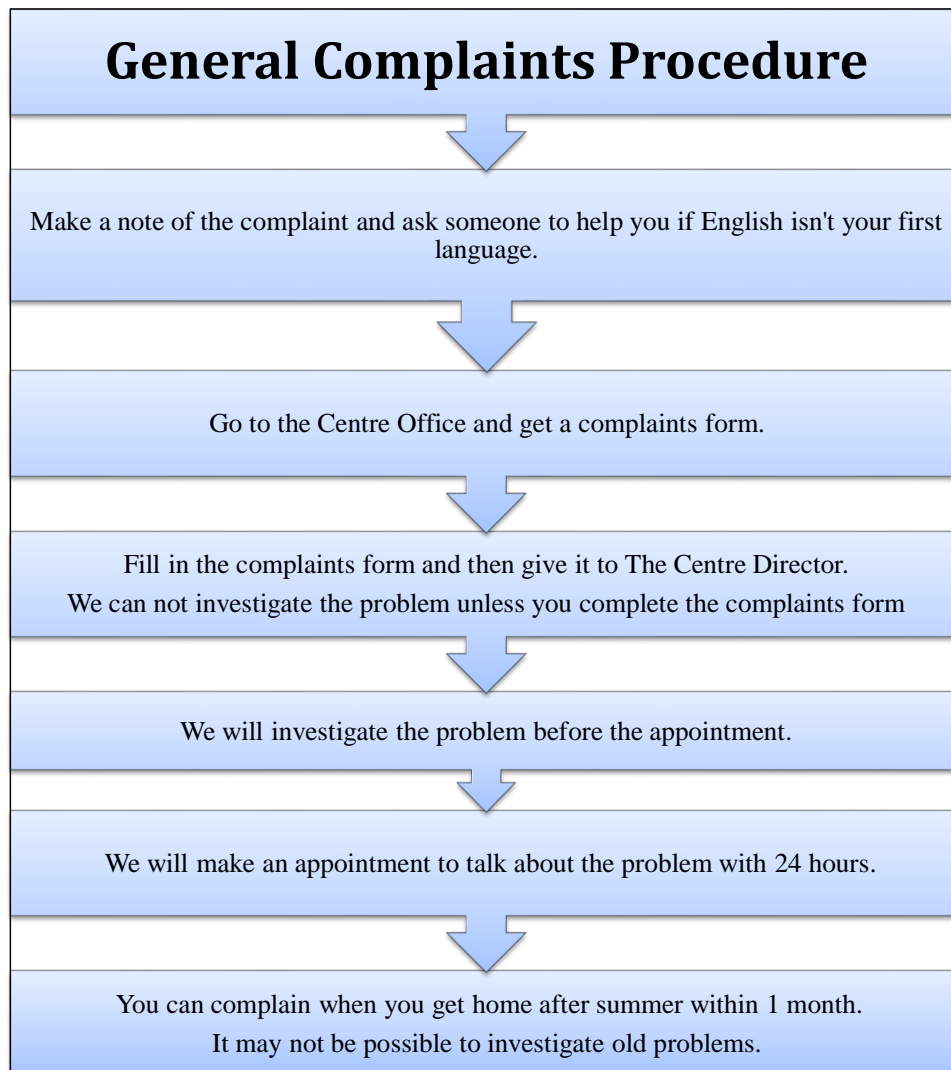 General Complaints Procedure
Make a note of the complaint and ask someone to help you if English isn't your first
language.
Go to the Centre Office and get a complaints form.
Fill in the complaints form and then give it to The Centre Director.
We can not investigate the problem unless you complete the complaints form
We will investigate the problem before the appointment.
We will make an appointment to talk about the problem with 24 hours.
You can complain when you get home after summer within 1 month.
It may not be possible to investigate old problems.